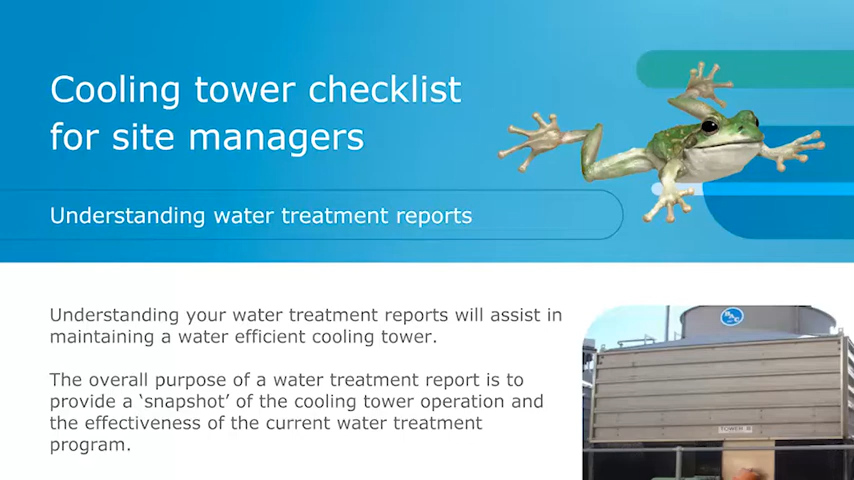 Cooling tower checklist
for site managers
Understanding water treatment reports
Understanding your water treatment reports will assist in
maintaining a water efficient cooling tower.
The overall purpose of a water treatment report is to
provide a ‘snapshot’ of the cooling tower operation and
the effectiveness of the current water treatment
program.
BAC
TOWER